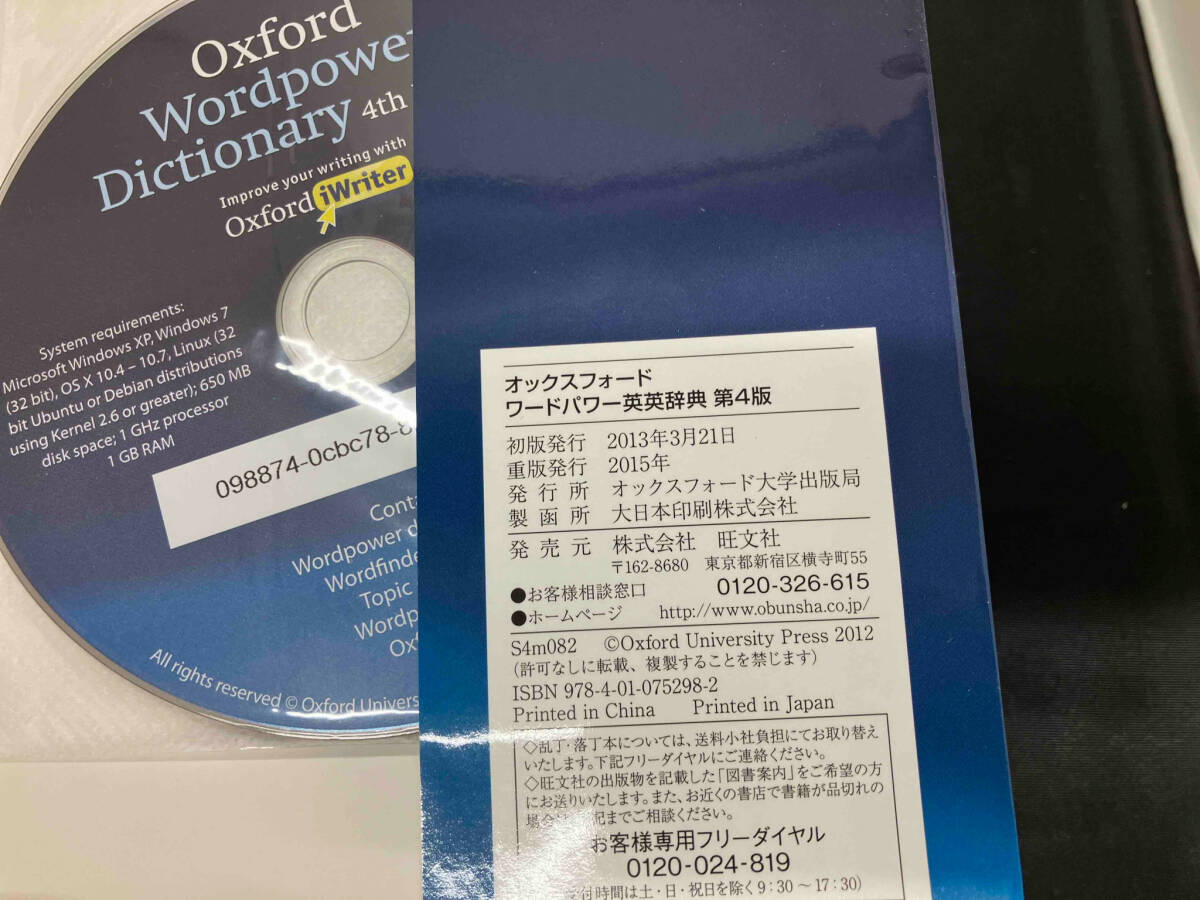 Oxford
Wordpower
Dictionary 4th
Improve your writing with
Oxford iWriter
System requirements:
Microsoft Windows XP, Windows 7
(32 bit), OS X 10.4 – 10.7, Linux (32
bit Ubuntu or Debian distributions
using Kernel 2.6 or greater); 650 MB
disk space; 1 GHz processor
1 GB RAM
098874-0cbc78-8
Conta
Wordpower d
Wordfinde
Topic
Wordp
Ox
All rights reserved © Oxford Univers
オックスフォード
ワードパワー英英辞典 第4版
初版発行 2013年3月21日
重版発行 2015年
発行所 オックスフォード大学出版局
製函所 大日本印刷株式会社
発売元 株式会社 旺文社
〒162-8680 東京都新宿区横寺町55
●お客様相談窓口 0120-326-615
●ホームページ http://www.obunsha.co.jp/
S4m082 ©Oxford University Press 2012
(許可なしに転載、複製することを禁じます)
ISBN 978-4-01-075298-2
Printed in China Printed in Japan
◇乱丁・落丁本については、送料小社負担にてお取り替え
いたします。下記フリーダイヤルにご連絡ください。
◇旺文社の出版物を記載した「図書案内」をご希望の方
にお送りいたします。また、お近くの書店で書籍が品切れの
場合は 記までご相談ください。
お客様専用フリーダイヤル
0120-024-819
受付時間は土・日・祝日を除く9:30〜17:30)